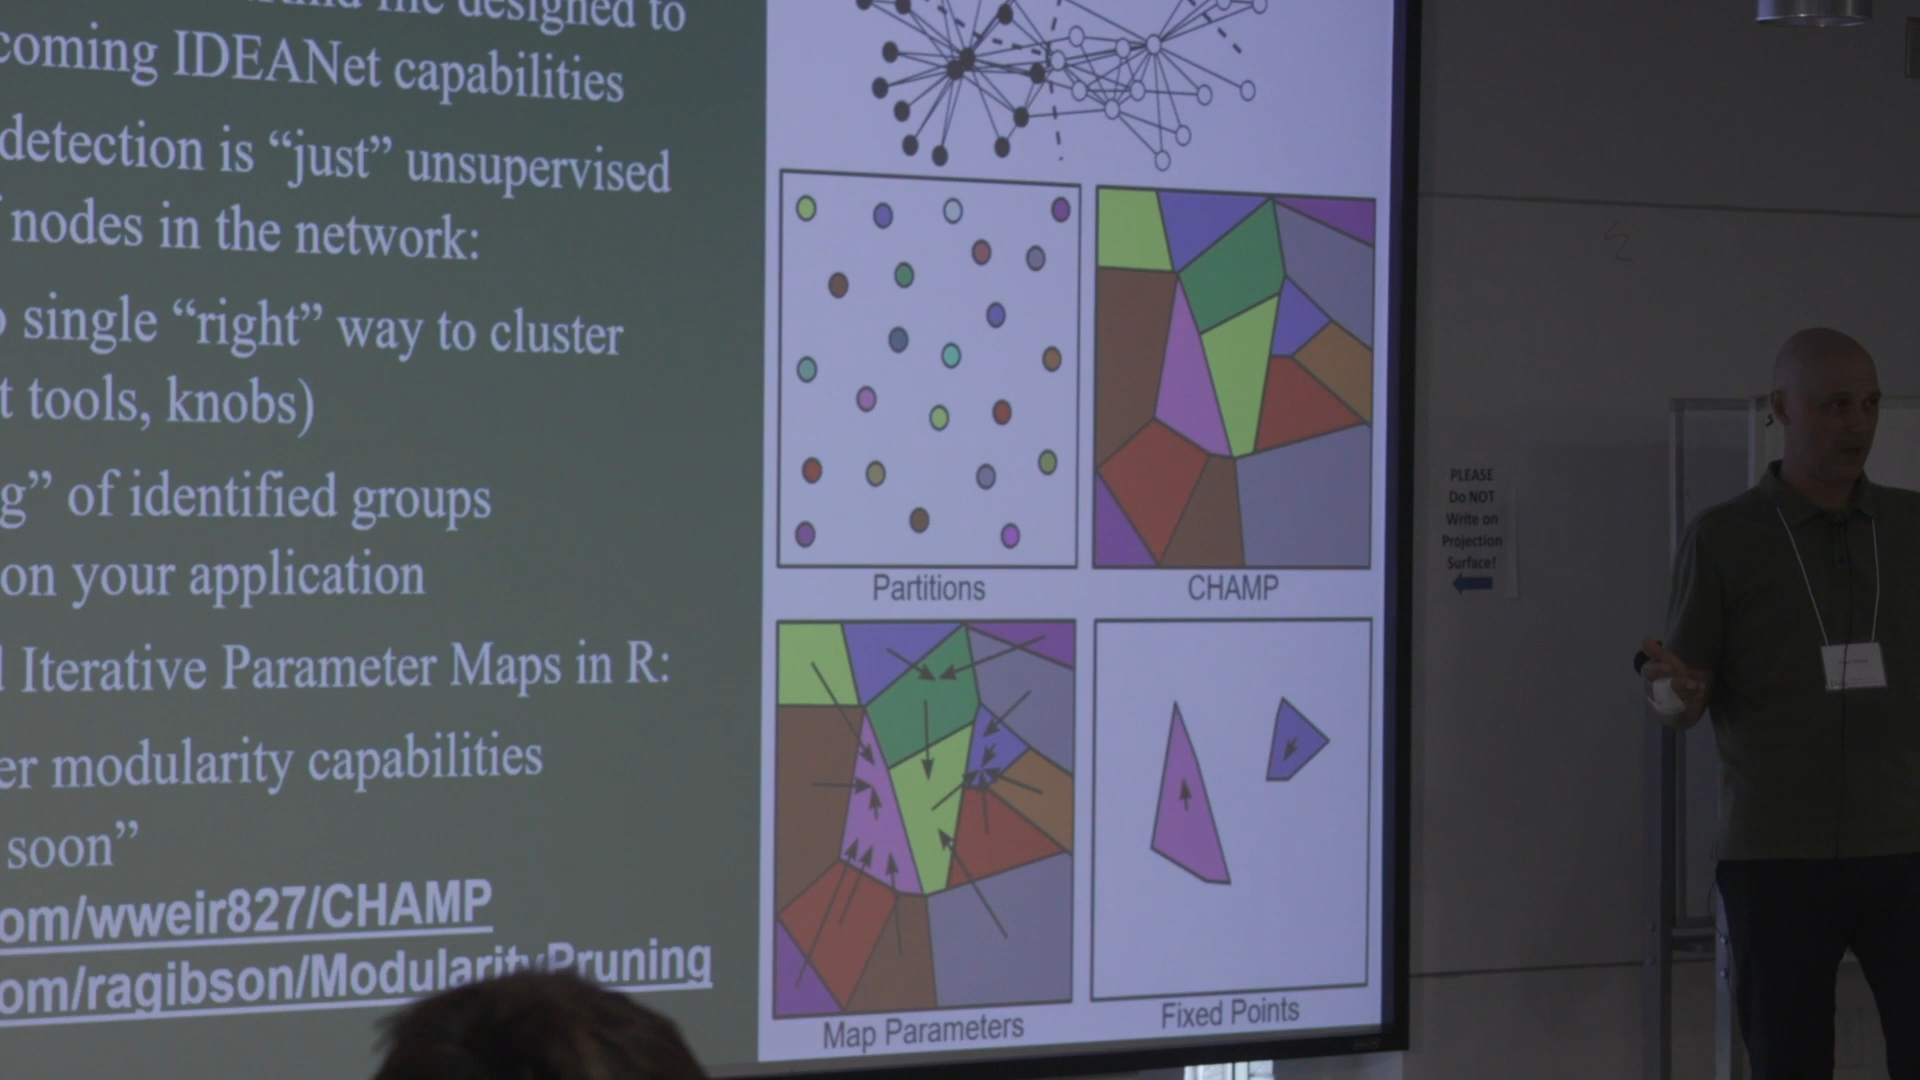 designed to
coming IDEANet capabilities
detection is “just” unsupervised
nodes in the network:
single “right” way to cluster
t tools, knobs)
g” of identified groups
on your application
Iterative Parameter Maps in R:
er modularity capabilities
soon”
om/wweir827/CHAMP
om/ragibson/ModularityPruning
Partitions
CHAMP
Map Parameters
Fixed Points
PLEASE
Do NOT
Write on
Projection
Surface!